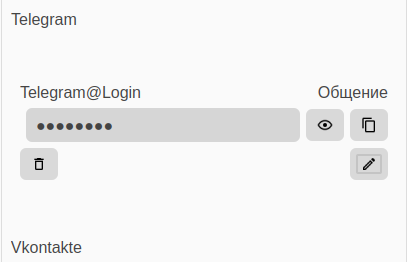 Telegram
Telegram@Login Общение
●●●●●●●●
Vkontakte